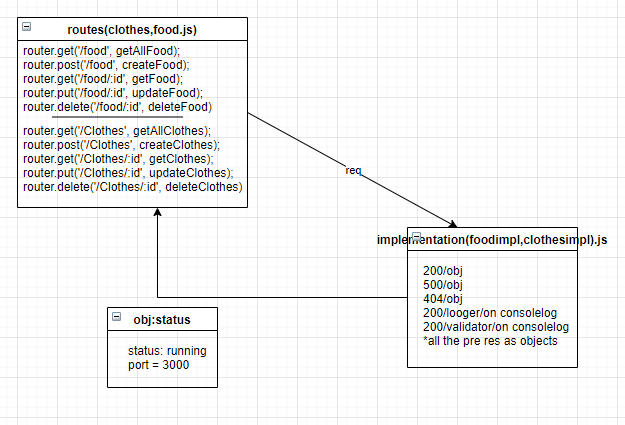 routes(clothes,food.js)
router.get('/food', getAllFood);
router.post('/food', createFood);
router.get('/food/:id', getFood);
router.put('/food/:id', updateFood);
router.delete('/food/:id', deleteFood)
router.get('/Clothes', getAllClothes);
router.post('/Clothes', createClothes);
router.get('/Clothes/:id', getClothes);
router.put('/Clothes/:id', updateClothes);
router.delete('/Clothes/:id', deleteClothes)
req
implementation(foodimpl,clothesimpl).js
200/obj
500/obj
404/obj
200/looger/on consolelog
200/validator/on consolelog
*all the pre res as objects
obj:status
status: running
port = 3000